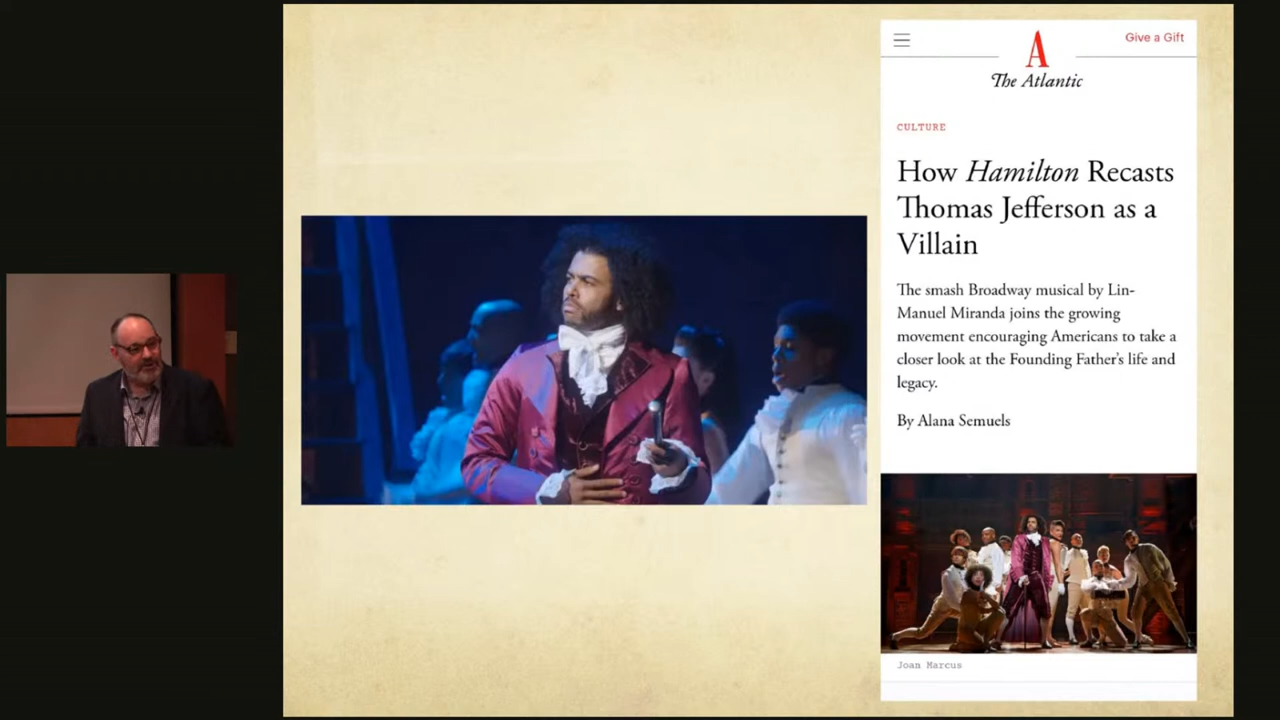 Give a Gift
A
The Atlantic
CULTURE
How Hamilton Recasts
Thomas Jefferson as a
Villain
The smash Broadway musical by Lin-
Manuel Miranda joins the growing
movement encouraging Americans to take a
closer look at the Founding Father's life and
legacy.
By Alana Semuels
Joan Marcus